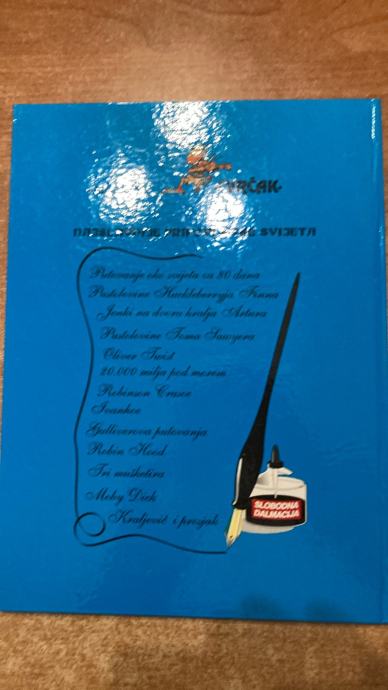 SVIJETA
Putovanje oko svijeta za 80 dana
Pustolovine Huckleberryja Finna
Jenki na dvoru kralja Artura
Pustolovine Toma Sawyera
Oliver Twist
20.000 milja pod morem
Robinson Crusoe
Ivanhoe
Gulliverova putovanja
Robin Hood
Tri mušketira
Moby Dick
Kraljević i prosjak
SLOBODNA
DALMACIJA